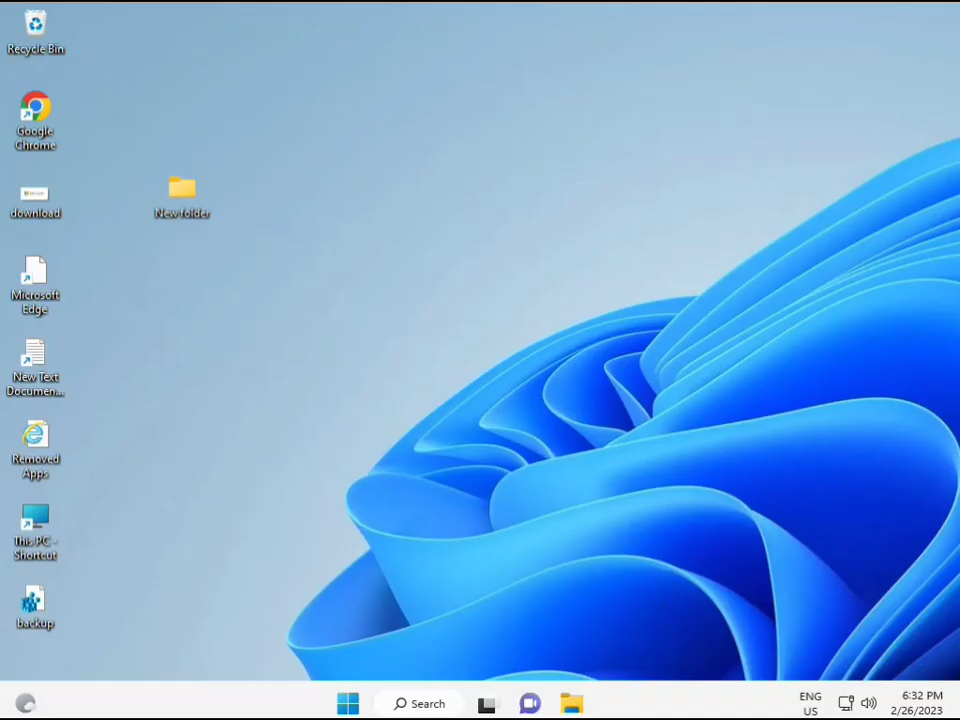 Recycle Bin
Google
Chrome
download
New folder
Microsoft
Edge
New Text
Documen...
Removed
Apps
This PC -
Shortcut
backup
Search
ENG
US
6:32 PM
2/26/2023